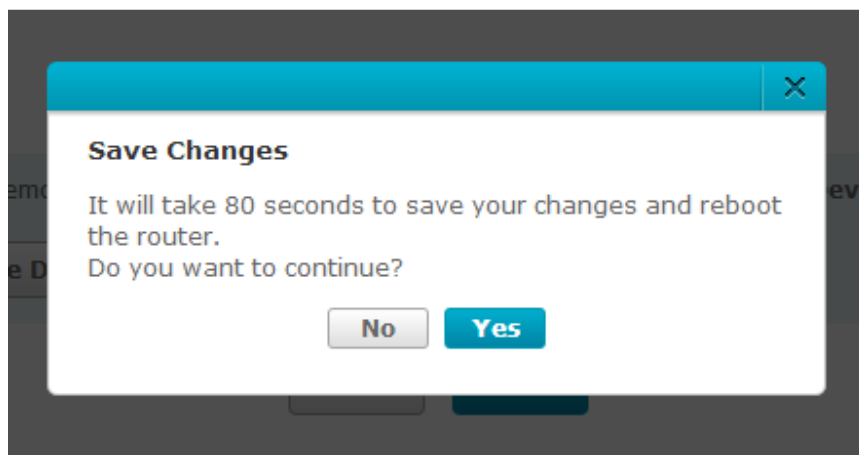 Save Changes
It will take 80 seconds to save your changes and reboot
the router.
Do you want to continue?
No
Yes